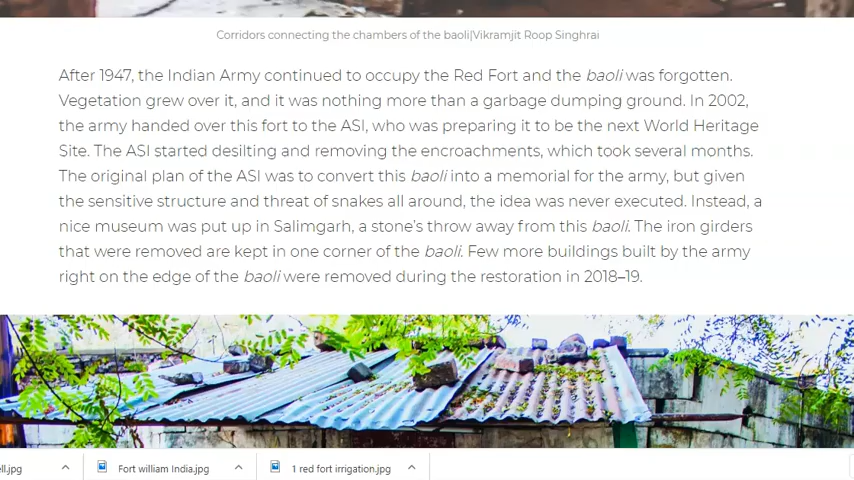 Corridors connecting the chambers of the baoli|Vikramjit Roop Singhrai
After 1947, the Indian Army continued to occupy the Red Fort and the baoli was forgotten.
Vegetation grew over it, and it was nothing more than a garbage dumping ground. In 2002,
the army handed over this fort to the ASI, who was preparing it to be the next World Heritage
Site. The ASI started desilting and removing the encroachments, which took several months.
The original plan of the ASI was to convert this baoli into a memorial for the army, but given
the sensitive structure and threat of snakes all around, the idea was never executed. Instead, a
nice museum was put up in Salimgarh, a stone's throw away from this baoli. The iron girders
that were removed are kept in one corner of the baoli. Few more buildings built by the army
right on the edge of the baoli were removed during the restoration in 2018–19.
ell.jpg
Fort william India.jpg
1 red fort irrigation.jpg